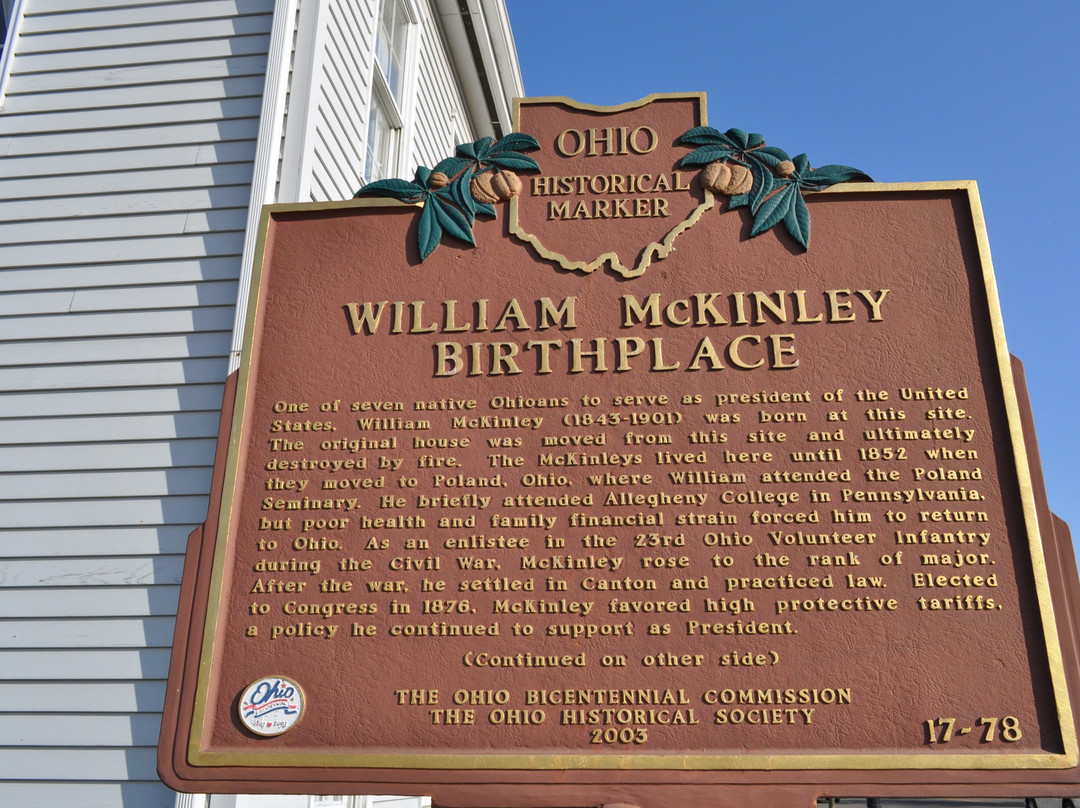 OHIO
HISTORICAL
MARKER
WILLIAM McKINLEY
BIRTHPLACE
One of seven native Ohioans to serve as president of the United
States, William McKinley (1843-1901) was born at this site.
The original house was moved from this site and ultimately
destroyed by fire. The McKinleys lived here until 1852 when
they moved to Poland, Ohio, where William attended the Poland
Seminary. He briefly attended Allegheny College in Pennsylvania,
but poor health and family financial strain forced him to return
to Ohio. As an enlistee in the 23rd Ohio Volunteer Infantry
during the Civil War, McKinley rose to the rank of major.
After the war, he settled in Canton and practiced law. Elected
to Congress in 1876, McKinley favored high protective tariffs,
a policy he continued to support as President.
(Continued on other side)
THE OHIO BICENTENNIAL COMMISSION
THE OHIO HISTORICAL SOCIETY
2003
17-78
Ohio